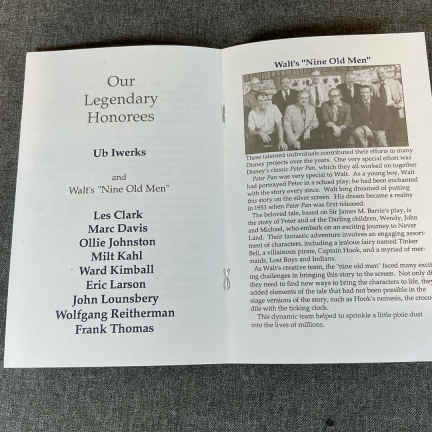 Our
Legendary
Honorees
Ub Iwerks
and
Walt's "Nine Old Men"
Les Clark
Marc Davis
Ollie Johnston
Milt Kahl
Ward Kimball
Eric Larson
John Lounsbery
Wolfgang Reitherman
Frank Thomas
Walt's "Nine Old Men"
These talented individuals contributed their efforts to many
Disney projects over the years. One very special effort was
Disney's classic Peter Pan, which they all worked on together.
Peter Pan was very special to Walt. As a young boy, Walt
had portrayed Peter in a school play; he had been enchanted
with the story ever since. Walt long dreamed of putting
this story on the silver screen. His dream became a reality
in 1953 when Peter Pan was first released.
The beloved tale, based on Sir James M. Barrie's play, is
the story of Peter and of the Darling children, Wendy, John
and Michael, who embark on an exciting journey to Never
Land. Their fantastic adventure involves an engaging assort-
ment of characters, including a jealous fairy named Tinker
Bell, a villainous pirate, Captain Hook, and a myriad of mer-
maids, Lost Boys and Indians.
As Walt's creative team, the "nine old men" faced many excit
ing challenges in bringing this story to the screen. Not only di
they need to find new ways to bring the characters to life, they
added elements of the tale that had not been possible in the
stage versions of the story, such as Hook's nemesis, the croco
dile with the ticking clock.
This dynamic team helped to sprinkle a little pixie dust
into the lives of millions.